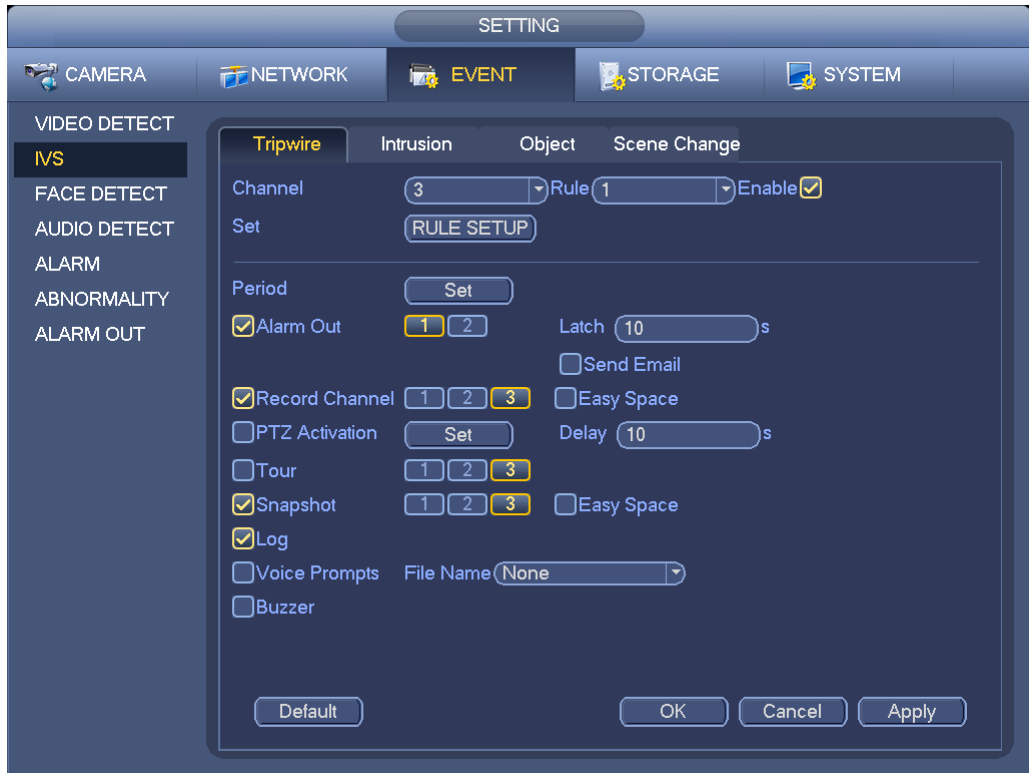 SETTING
CAMERA NETWORK EVENT STORAGE SYSTEM
VIDEO DETECT
IVS
FACE DETECT
AUDIO DETECT
ALARM
ABNORMALITY
ALARM OUT
Tripwire Intrusion Object Scene Change
Channel 3 Rule 1 Enable
Set RULE SETUP
Period Set
Alarm Out 1 2 Latch 10 s
Send Email
Record Channel 1 2 3 Easy Space
PTZ Activation Set Delay 10 s
Tour 1 2 3
Snapshot 1 2 3 Easy Space
Log
Voice Prompts File Name None
Buzzer
Default OK Cancel Apply